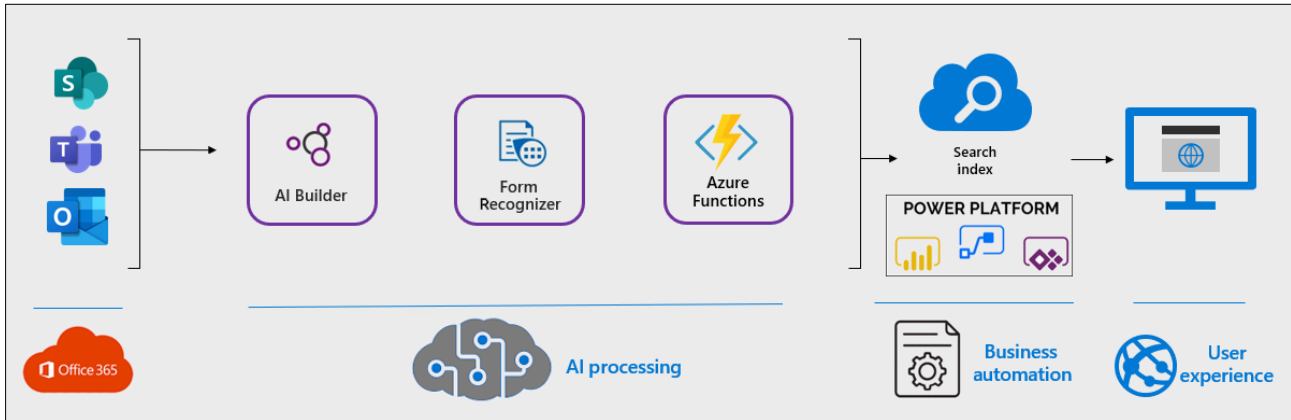 S
T
O
AI Builder
Form
Recognizer
Azure
Functions
Search
index
POWER PLATFORM
Office 365
AI processing
Business
automation
User
experience